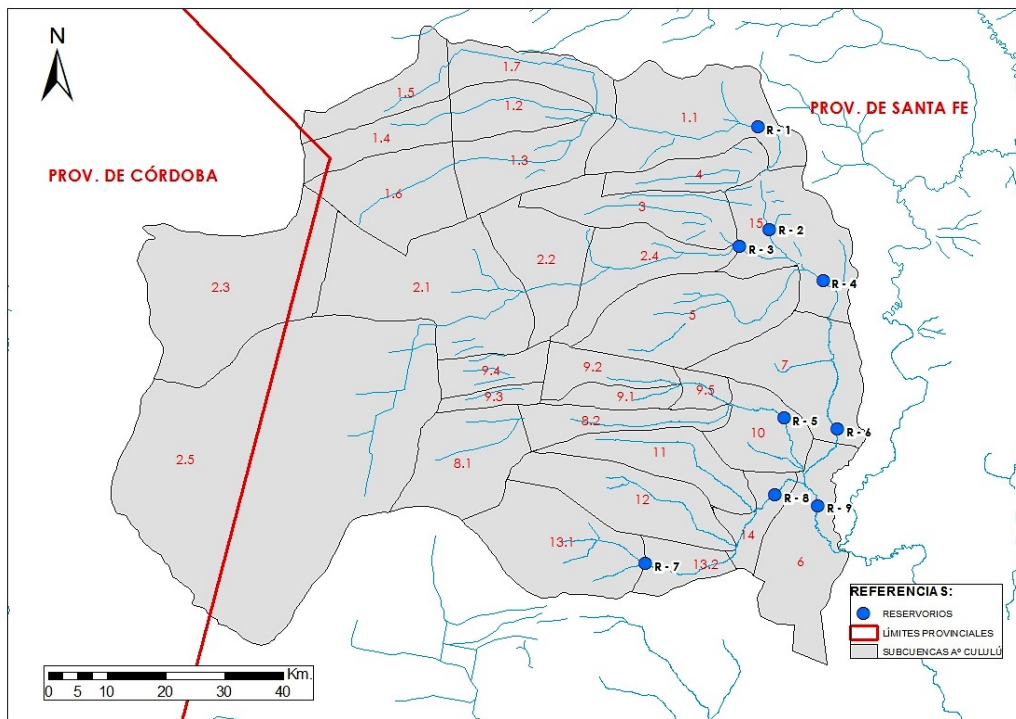 N
1.7
1.5
1.2
1.1
1.4
R - 1
PROV. DE SANTA FE
1.3
PROV. DE CÓRDOBA
4
1.6
3
15
R - 2
R - 3
2.2
2.4
R - 4
2.3
2.1
5
9.2
7
9.4
9.5
9.3
9.1
8.2
R - 5
10
R - 6
2.5
8.1
11
12
R - 8
R - 9
14
13.1
R - 7
13.2
6
REFERENCIAS:
RESERVORIOS
LÍMITES PROVINCIALES
SUBCUENCAS Aº CULULÚ
Km.
0 5 10 20 30 40